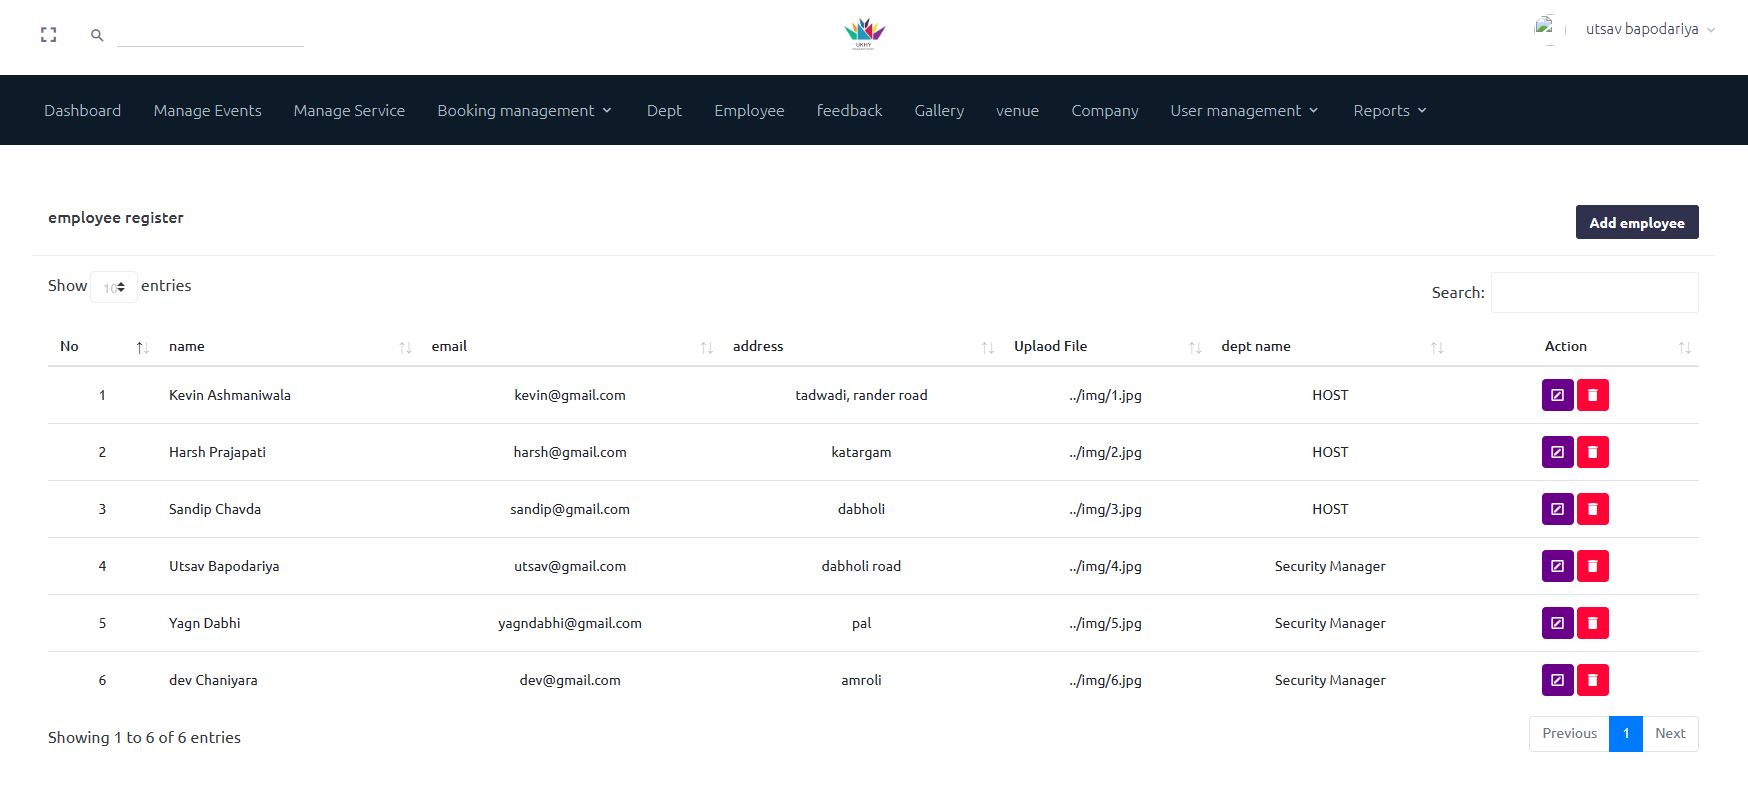 UKHY
utsav bapodariya
Dashboard Manage Events Manage Service Booking management Dept Employee feedback Gallery venue Company User management Reports
employee register
Add employee
Show 10 entries
Search:
No name email address Uplaod File dept name Action
1 Kevin Ashmaniwala kevin@gmail.com tadwadi, rander road ../img/1.jpg HOST
2 Harsh Prajapati harsh@gmail.com katargam ../img/2.jpg HOST
3 Sandip Chavda sandip@gmail.com dabholi ../img/3.jpg HOST
4 Utsav Bapodariya utsav@gmail.com dabholi road ../img/4.jpg Security Manager
5 Yagn Dabhi yagndabhi@gmail.com pal ../img/5.jpg Security Manager
6 dev Chaniyara dev@gmail.com amroli ../img/6.jpg Security Manager
Showing 1 to 6 of 6 entries
Previous 1 Next